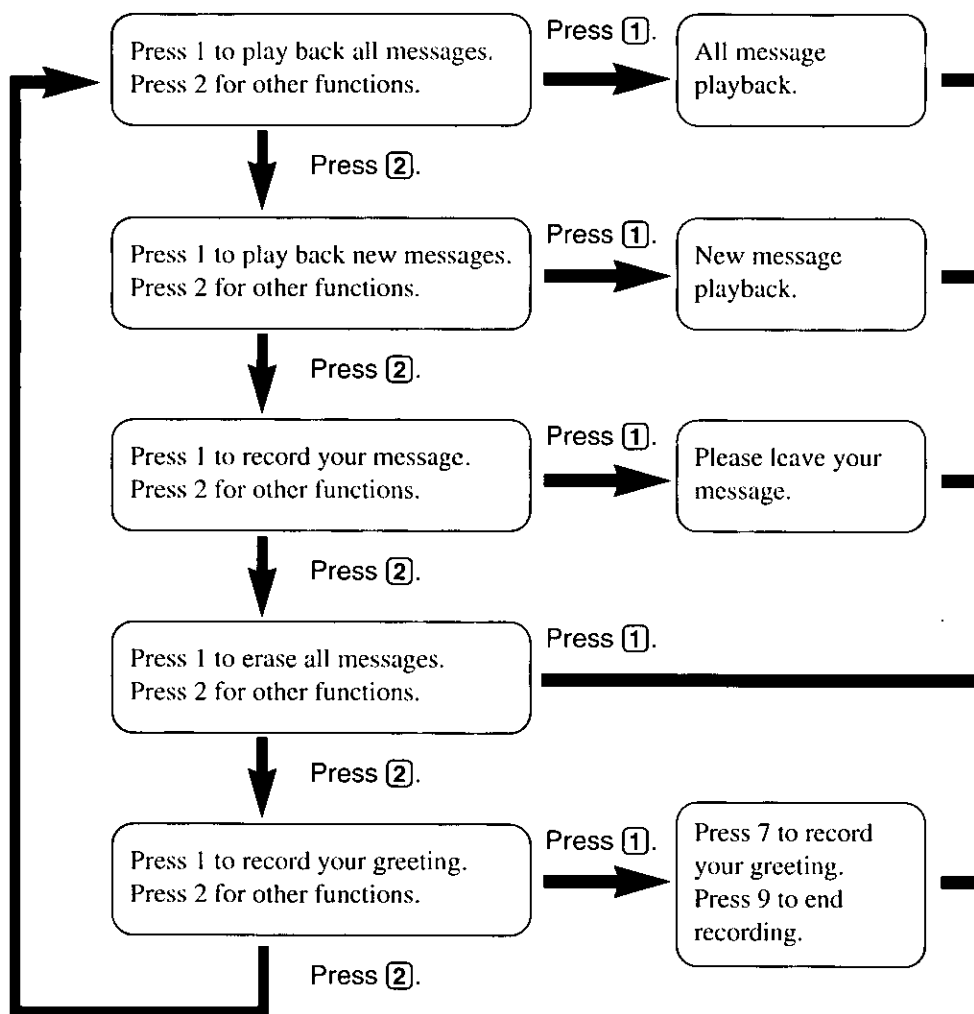 Press 1 to play back all messages.
Press 2 for other functions.
Press 1.
All message
playback.
Press 2.
Press 1 to play back new messages.
Press 2 for other functions.
Press 1.
New message
playback.
Press 2.
Press 1 to record your message.
Press 2 for other functions.
Press 1.
Please leave your
message.
Press 2.
Press 1 to erase all messages.
Press 2 for other functions.
Press 1.
Press 2.
Press 1 to record your greeting.
Press 2 for other functions.
Press 1.
Press 7 to record
your greeting.
Press 9 to end
recording.
Press 2.